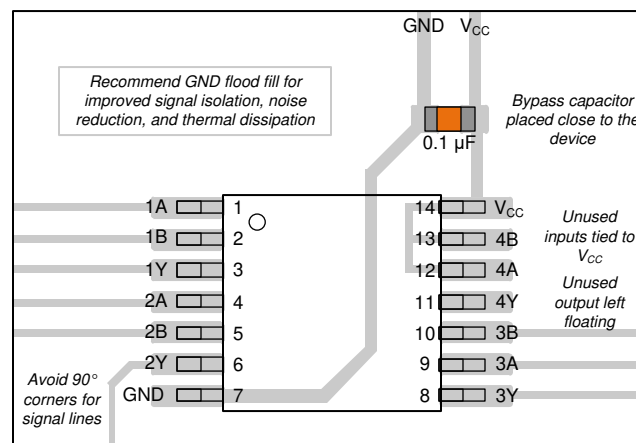 GND VCC
Recommend GND flood fill for
improved signal isolation, noise
reduction, and thermal dissipation
Bypass capacitor
placed close to the
device
0.1 µF
1A 1 14 VCC
1B 2 13 4B
1Y 3 12 4A
2A 4 11 4Y
2B 5 10 3B
2Y 6 9 3A
GND 7 8 3Y
Unused
inputs tied to
VCC
Unused
output left
floating
Avoid 90°
corners for
signal lines